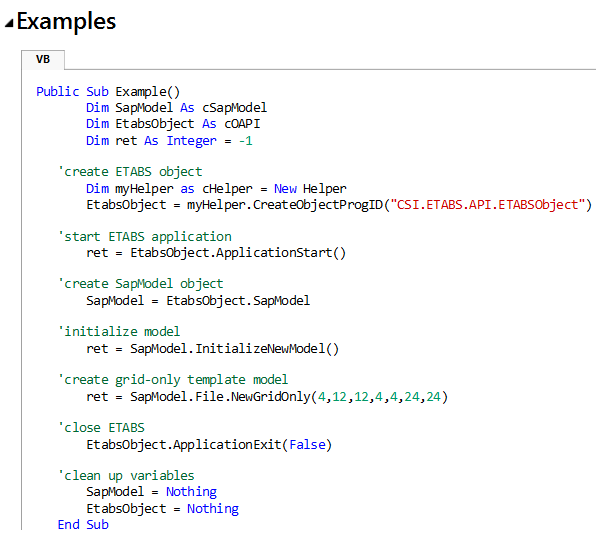 Examples
VB
Public Sub Example()
Dim SapModel As cSapModel
Dim EtabsObject As cOAPI
Dim ret As Integer = -1
'create ETABS object
Dim myHelper as cHelper = New Helper
EtabsObject = myHelper.CreateObjectProgID("CSI.ETABS.API.ETABSObject")
'start ETABS application
ret = EtabsObject.ApplicationStart()
'create SapModel object
SapModel = EtabsObject.SapModel
'initialize model
ret = SapModel.InitializeNewModel()
'create grid-only template model
ret = SapModel.File.NewGridOnly(4,12,12,4,4,24,24)
'close ETABS
EtabsObject.ApplicationExit(False)
'clean up variables
SapModel = Nothing
EtabsObject = Nothing
End Sub